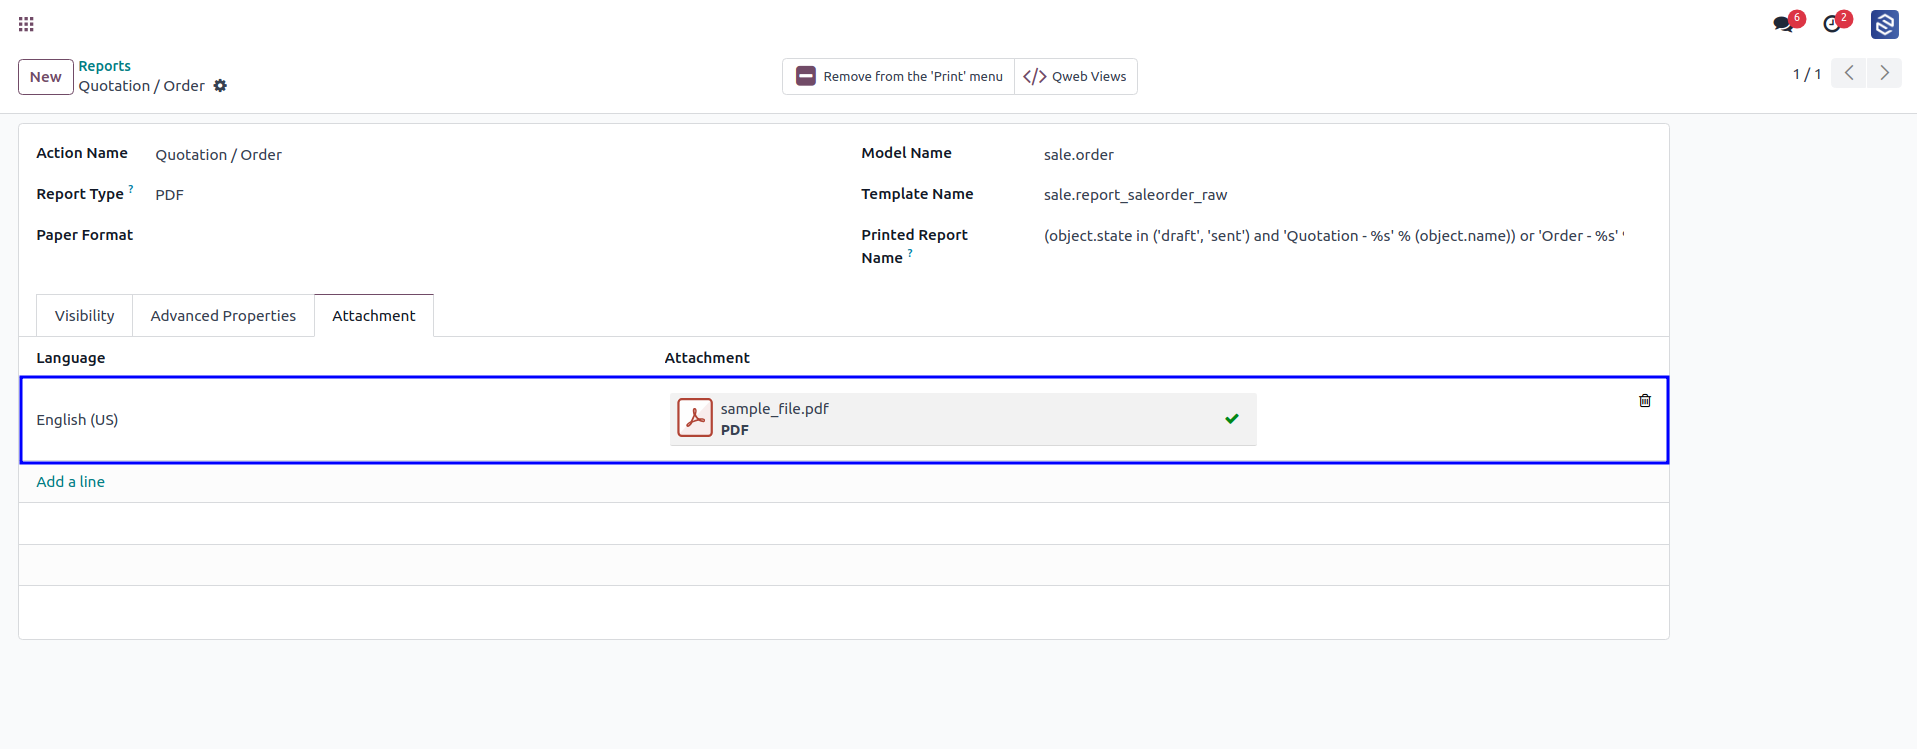 6
2
New
Reports
Quotation / Order
Remove from the 'Print' menu
Qweb Views
1 / 1
Action Name
Quotation / Order
Model Name
sale.order
Report Type ?
PDF
Template Name
sale.report_saleorder_raw
Paper Format
Printed Report
Name ?
(object.state in ('draft', 'sent') and 'Quotation - %s' % (object.name)) or 'Order - %s'
Visibility
Advanced Properties
Attachment
Language
Attachment
English (US)
sample_file.pdf
PDF
Add a line